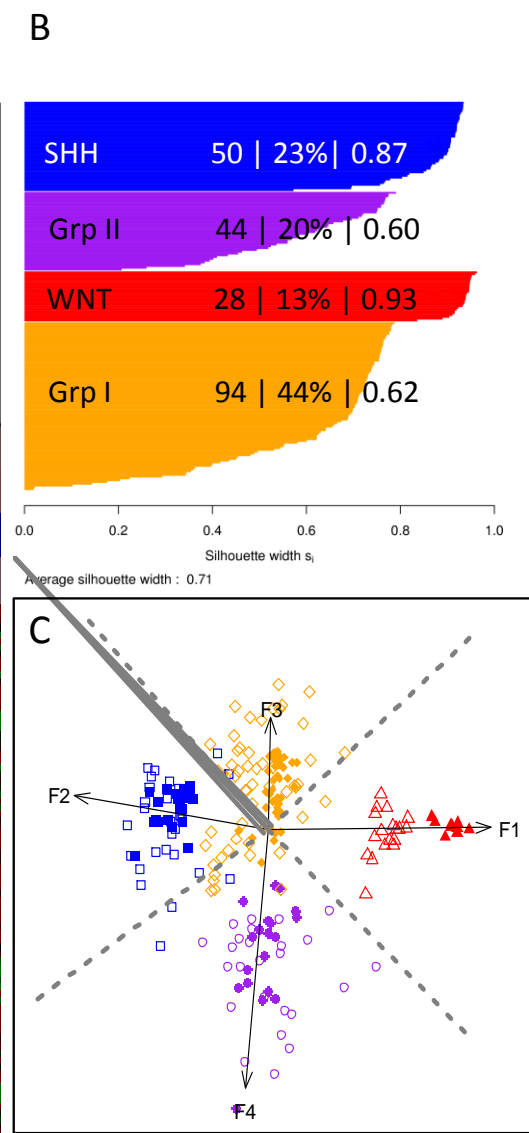 B
SHH 50 | 23%| 0.87
Grp II 44 | 20% | 0.60
WNT 28 | 13% | 0.93
Grp I 94 | 44% | 0.62
0.0 0.2 0.4 0.6 0.8 1.0
Silhouette width si
Average silhouette width : 0.71
C
F3
F2
F1
F4